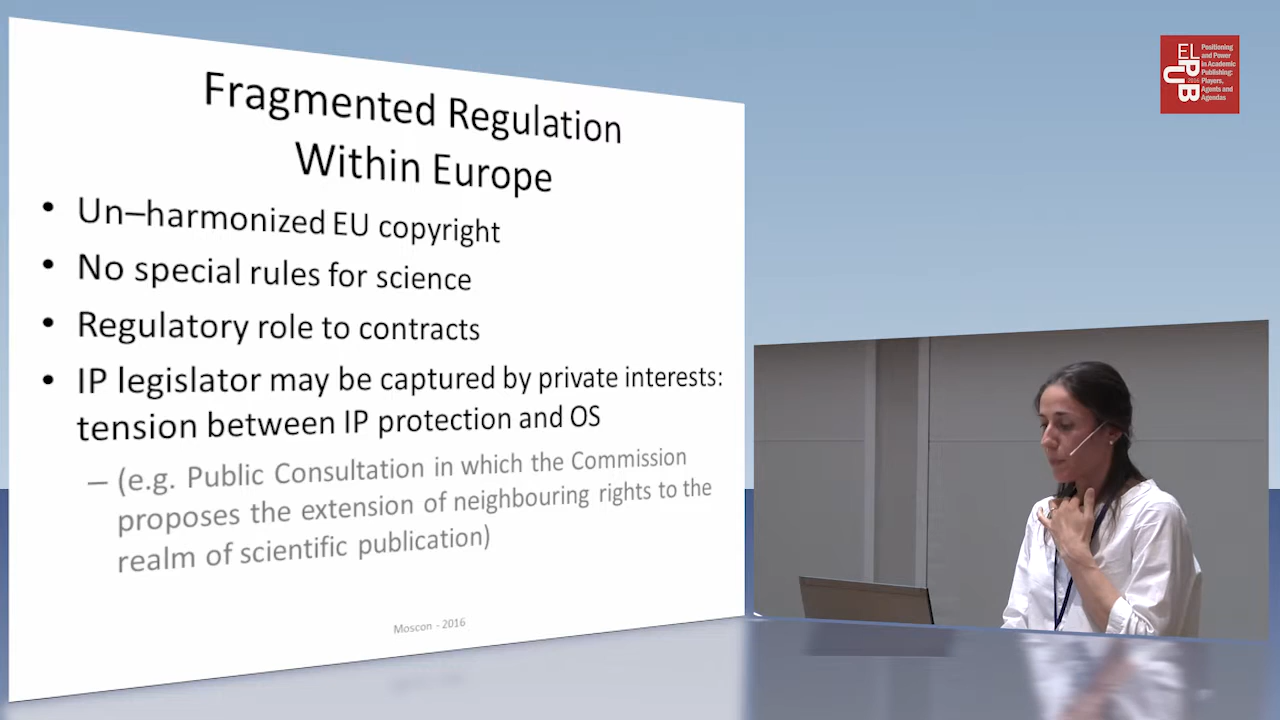 Fragmented Regulation
Within Europe
• Un–harmonized EU copyright
• No special rules for science
• Regulatory role to contracts
• IP legislator may be captured by private interests:
tension between IP protection and OS
– (e.g. Public Consultation in which the Commission
proposes the extension of neighbouring rights to the
realm of scientific publication)
Moscon - 2016
EL
PUB
2016
Positioning
and Power
in Academic
Publishing:
Players,
Agents and
Agendas